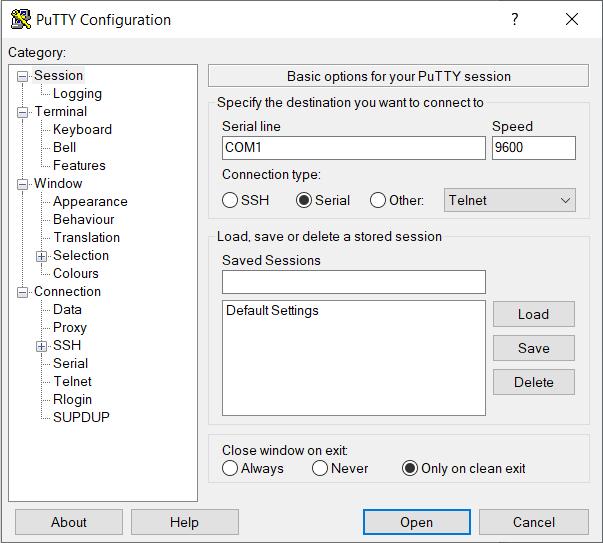 PuTTY Configuration
?
Category:
Session
Logging
Terminal
Keyboard
Bell
Features
Window
Appearance
Behaviour
Translation
Selection
Colours
Connection
Data
Proxy
SSH
Serial
Telnet
Rlogin
SUPDUP
Basic options for your PuTTY session
Specify the destination you want to connect to
Serial line Speed
COM1 9600
Connection type:
SSH Serial Other: Telnet
Load, save or delete a stored session
Saved Sessions
Default Settings
Load
Save
Delete
Close window on exit:
Always Never Only on clean exit
About Help Open Cancel